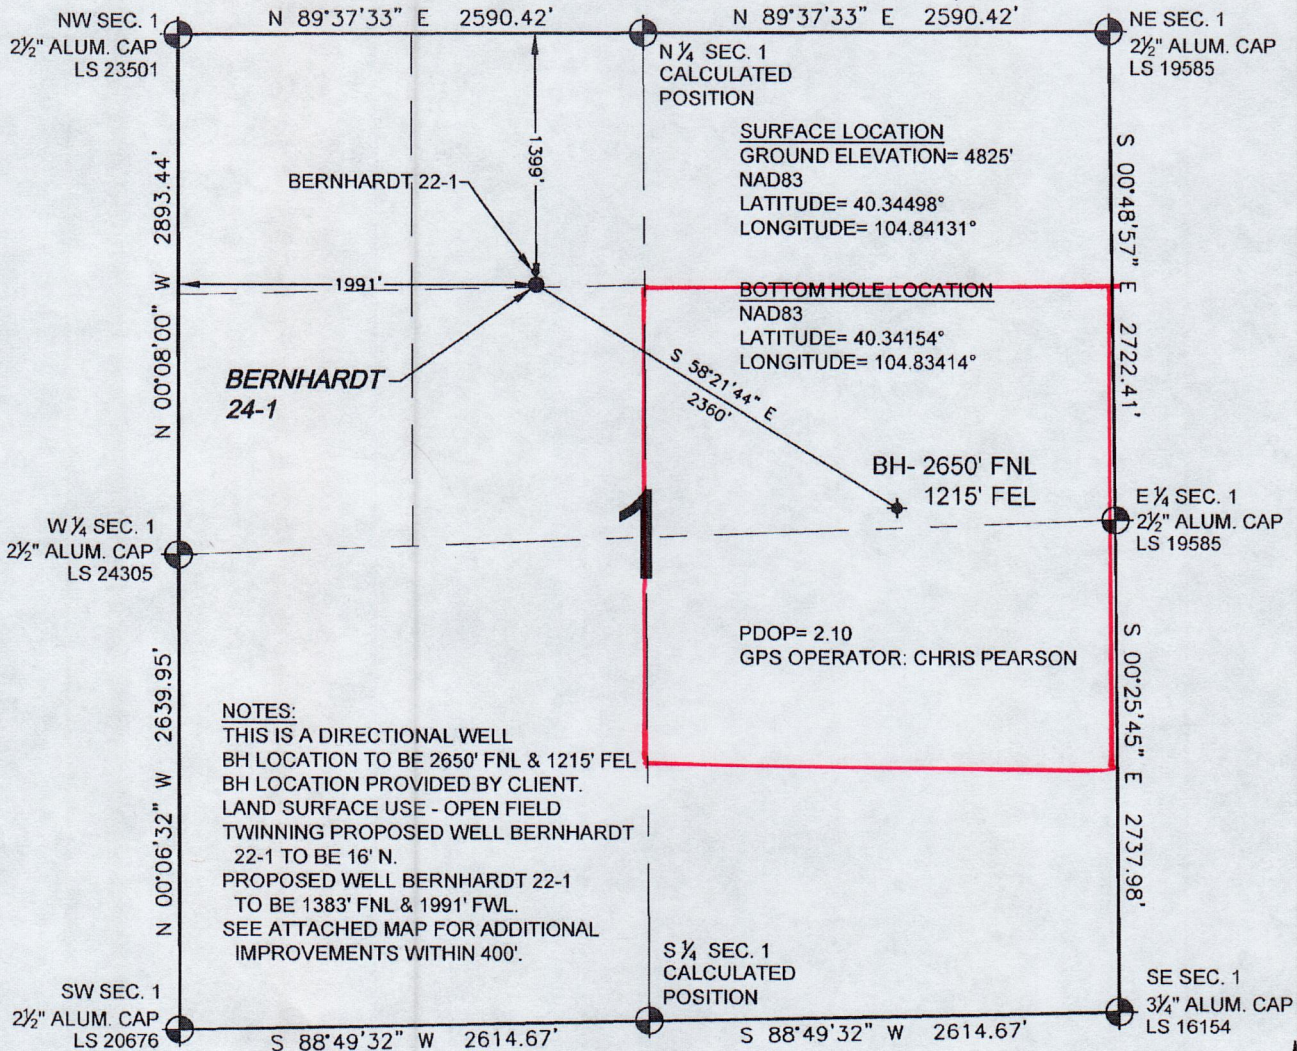 N 89°37'33" E 2590.42'
N 89°37'33" E 2590.42'
NW SEC. 1
2½" ALUM. CAP
LS 23501
N ¼ SEC. 1
CALCULATED
POSITION
NE SEC. 1
2½" ALUM. CAP
LS 19585
SURFACE LOCATION
GROUND ELEVATION= 4825'
NAD83
LATITUDE= 40.34498°
LONGITUDE= 104.84131°
1399'
BERNHARDT 22-1
N 00°08'00" W 2893.44'
S 00°48'57" E 2722.41'
1991'
BOTTOM HOLE LOCATION
NAD83
LATITUDE= 40.34154°
LONGITUDE= 104.83414°
BERNHARDT
24-1
S 58°21'44" E
2360'
BH- 2650' FNL
1215' FEL
1
W ¼ SEC. 1
2½" ALUM. CAP
LS 24305
E ¼ SEC. 1
2½" ALUM. CAP
LS 19585
PDOP= 2.10
GPS OPERATOR: CHRIS PEARSON
N 00°06'32" W 2639.95'
S 00°25'45" E 2737.98'
NOTES:
THIS IS A DIRECTIONAL WELL
BH LOCATION TO BE 2650' FNL & 1215' FEL
BH LOCATION PROVIDED BY CLIENT.
LAND SURFACE USE - OPEN FIELD
TWINNING PROPOSED WELL BERNHARDT
22-1 TO BE 16' N.
PROPOSED WELL BERNHARDT 22-1
TO BE 1383' FNL & 1991' FWL.
SEE ATTACHED MAP FOR ADDITIONAL
IMPROVEMENTS WITHIN 400'.
S ¼ SEC. 1
CALCULATED
POSITION
SW SEC. 1
2½" ALUM. CAP
LS 20676
SE SEC. 1
3¼" ALUM. CAP
LS 16154
S 88°49'32" W 2614.67'
S 88°49'32" W 2614.67'